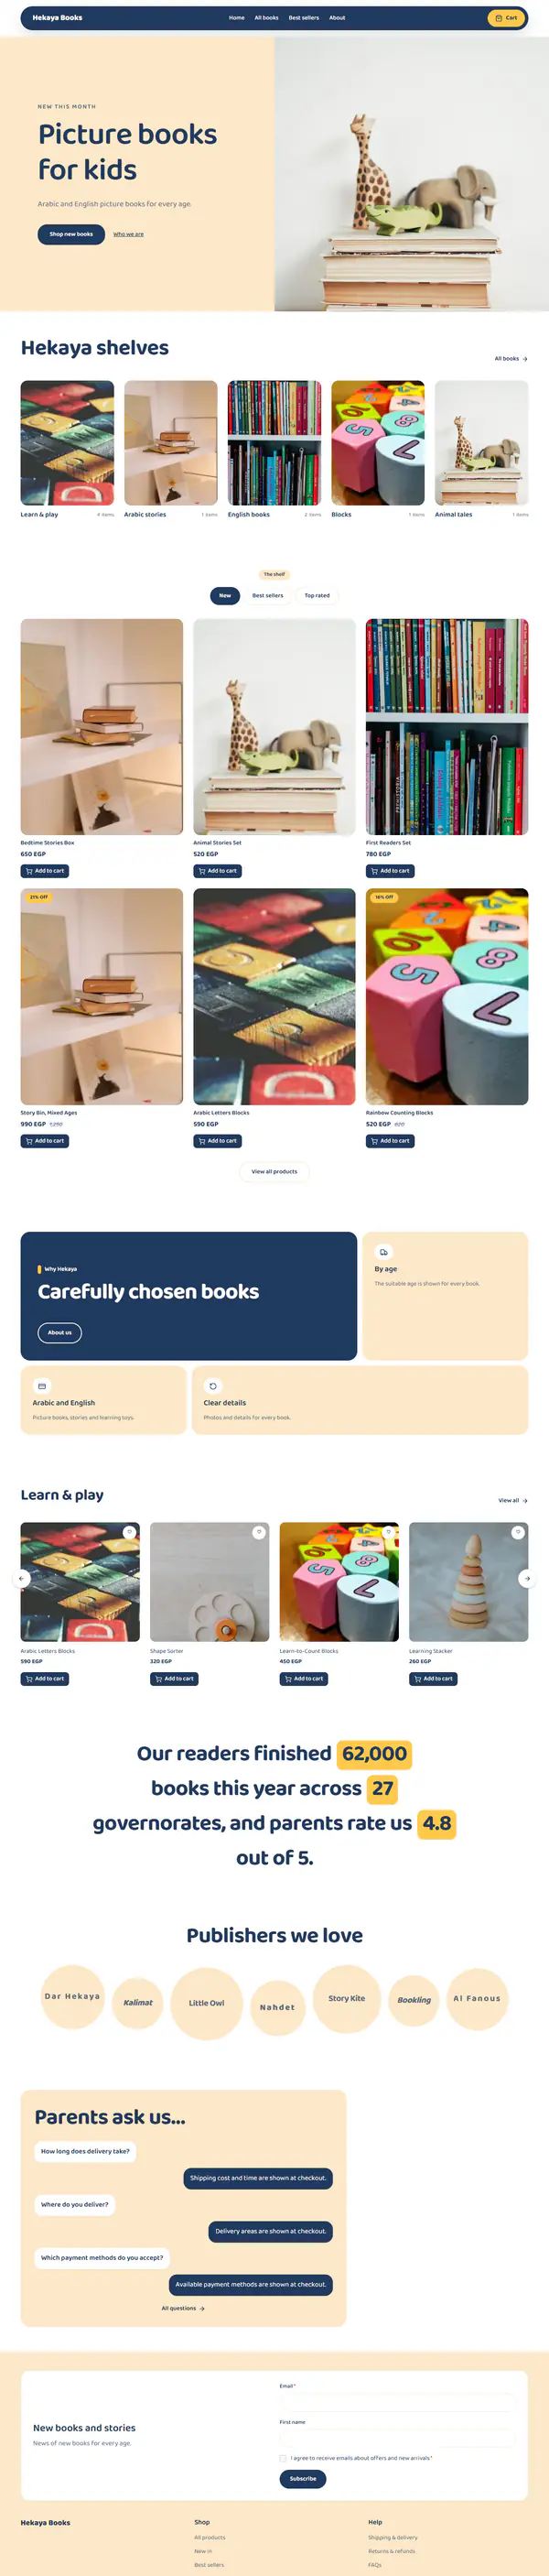 Hekaya Books
Home All books Best sellers About
Cart
NEW THIS MONTH
Picture books
for kids
Arabic and English picture books for every age.
Shop new books Who we are
Hekaya shelves
All books
Learn & play 4 items
Arabic stories 1 items
English books 2 items
Blocks 1 items
Animal tales 1 items
The shelf
New Best sellers Top rated
Bedtime Stories Box
650 EGP
Add to cart
Animal Stories Set
520 EGP
Add to cart
First Readers Set
780 EGP
Add to cart
21% Off
Story Bin, Mixed Ages
990 EGP 1,250
Add to cart
Arabic Letters Blocks
590 EGP
Add to cart
16% Off
Rainbow Counting Blocks
520 EGP 620
Add to cart
View all products
Why Hekaya
Carefully chosen books
About us
By age
The suitable age is shown for every book.
Arabic and English
Picture books, stories and learning toys.
Clear details
Photos and details for every book.
Learn & play
View all
Arabic Letters Blocks
590 EGP
Add to cart
Shape Sorter
320 EGP
Add to cart
Learn-to-Count Blocks
450 EGP
Add to cart
Learning Stacker
260 EGP
Add to cart
Our readers finished 62,000
books this year across 27
governorates, and parents rate us 4.8
out of 5.
Publishers we love
Dar Hekaya
Kalimat
Little Owl
Nahdet
Story Kite
Bookling
Al Fanous
Parents ask us...
How long does delivery take?
Shipping cost and time are shown at checkout.
Where do you deliver?
Delivery areas are shown at checkout.
Which payment methods do you accept?
Available payment methods are shown at checkout.
All questions
New books and stories
News of new books for every age.
Email *
First name
I agree to receive emails about offers and new arrivals *
Subscribe
Hekaya Books
Shop
All products
New in
Best sellers
Help
Shipping & delivery
Returns & refunds
FAQs